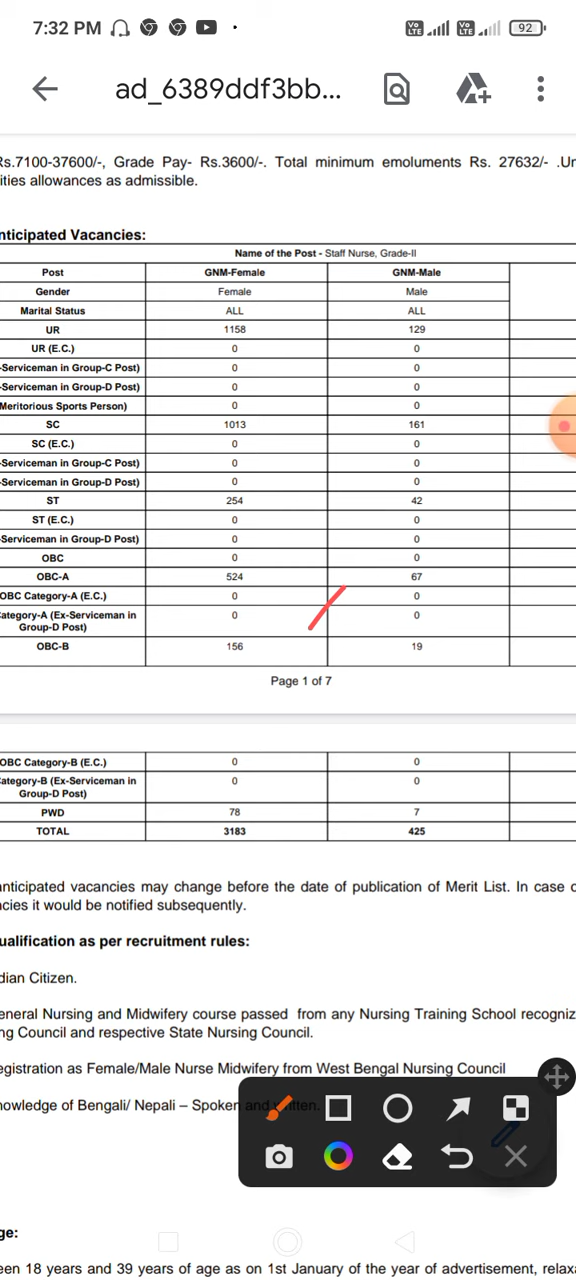 7:32 PM
Vo LTE Vo LTE 92
ad_6389ddf3bb...
Rs.7100-37600/-, Grade Pay- Rs.3600/-. Total minimum emoluments Rs. 27632/- .Un
ities allowances as admissible.
nticipated Vacancies:
Name of the Post - Staff Nurse, Grade-II
Post GNM-Female GNM-Male
Gender Female Male
Marital Status ALL ALL
UR 1158 129
UR (E.C.) 0 0
-Serviceman in Group-C Post) 0 0
-Serviceman in Group-D Post) 0 0
Meritorious Sports Person) 0 0
SC 1013 161
SC (E.C.) 0 0
-Serviceman in Group-C Post) 0 0
-Serviceman in Group-D Post) 0 0
ST 254 42
ST (E.C.) 0 0
-Serviceman in Group-D Post) 0 0
OBC 0 0
OBC-A 524 67
OBC Category-A (E.C.) 0 0
ategory-A (Ex-Serviceman in Group-D Post) 0 0
OBC-B 156 19
Page 1 of 7
OBC Category-B (E.C.) 0 0
ategory-B (Ex-Serviceman in Group-D Post) 0 0
PWD 78 7
TOTAL 3183 425
anticipated vacancies may change before the date of publication of Merit List. In case o
ncies it would be notified subsequently.
ualification as per recruitment rules:
dian Citizen.
eneral Nursing and Midwifery course passed from any Nursing Training School recogniz
ng Council and respective State Nursing Council.
egistration as Female/Male Nurse Midwifery from West Bengal Nursing Council
nowledge of Bengali/ Nepali – Spoken and written.
ge:
een 18 years and 39 years of age as on 1st January of the year of advertisement, relaxa